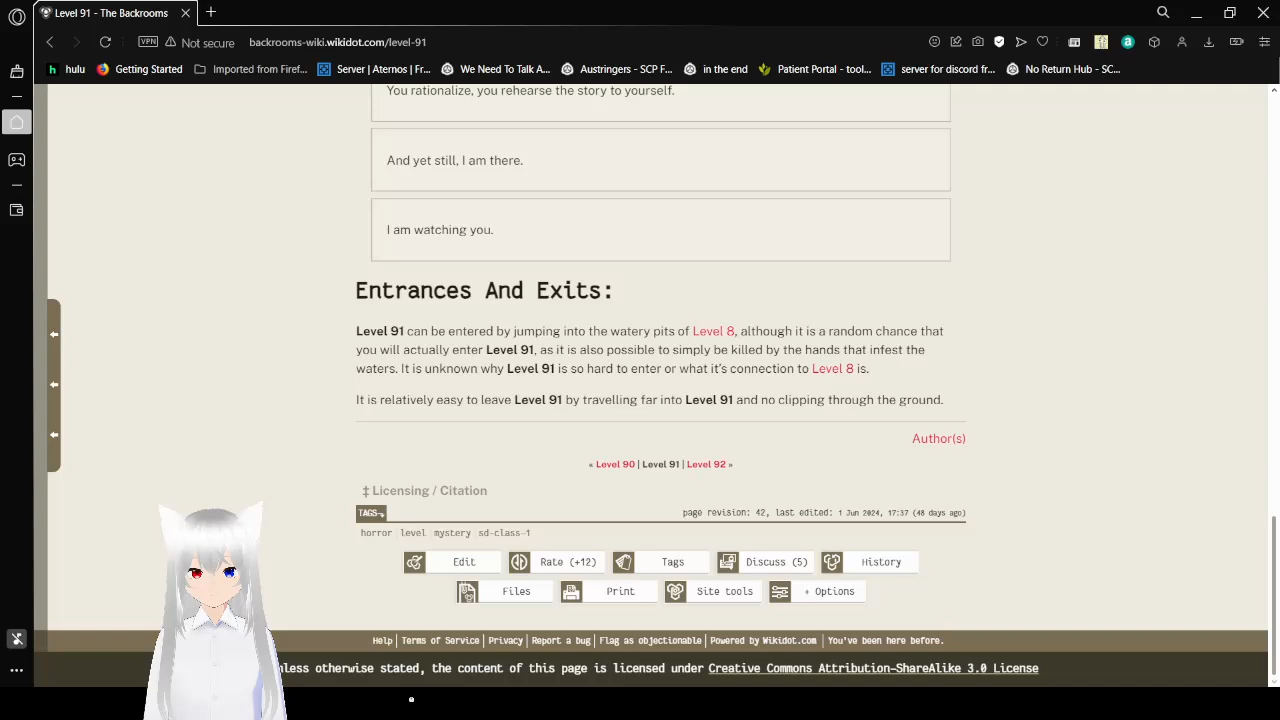 Level 91 - The Backrooms
VPN Not secure backrooms-wiki.wikidot.com/level-91
hulu Getting Started Imported from Firef... Server | Aternos | Fr... We Need To Talk A... Austringers - SCP F... in the end Patient Portal - tool... server for discord fr... No Return Hub - SC...
You rationalize, you rehearse the story to yourself.
And yet still, I am there.
I am watching you.
Entrances And Exits:
Level 91 can be entered by jumping into the watery pits of Level 8, although it is a random chance that
you will actually enter Level 91, as it is also possible to simply be killed by the hands that infest the
waters. It is unknown why Level 91 is so hard to enter or what it's connection to Level 8 is.
It is relatively easy to leave Level 91 by travelling far into Level 91 and no clipping through the ground.
Author(s)
« Level 90 | Level 91 | Level 92 »
‡ Licensing / Citation
TAGS page revision: 42, last edited: 1 Jun 2024, 17:37 (48 days ago)
horror level mystery sd-class-1
Edit Rate (+12) Tags Discuss (5) History
Files Print Site tools + Options
Help | Terms of Service | Privacy | Report a bug | Flag as objectionable | Powered by Wikidot.com | You've been here before.
nless otherwise stated, the content of this page is licensed under Creative Commons Attribution-ShareAlike 3.0 License